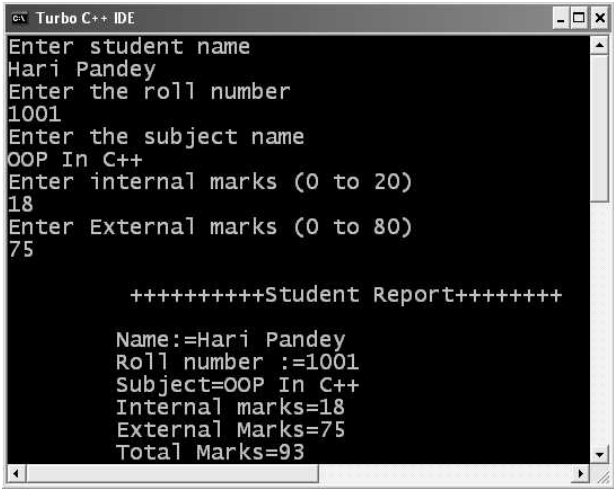 Turbo C++ IDE
Enter student name
Hari Pandey
Enter the roll number
1001
Enter the subject name
OOP In C++
Enter internal marks (0 to 20)
18
Enter External marks (0 to 80)
75
++++++++++Student Report++++++++
Name:=Hari Pandey
Roll number :=1001
Subject=OOP In C++
Internal marks=18
External Marks=75
Total Marks=93